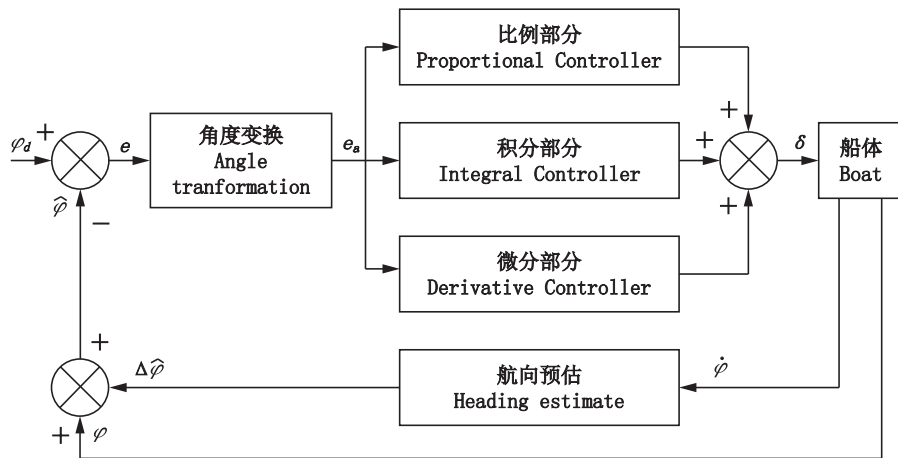 比例部分
Proportional Controller
+
+
φd
e
角度变换
Angle
tranformation
ea
+
积分部分
Integral Controller
δ
船体
Boat
φ̂
−
+
微分部分
Derivative Controller
+
Δφ̂
航向预估
Heading estimate
φ̇
+
φ